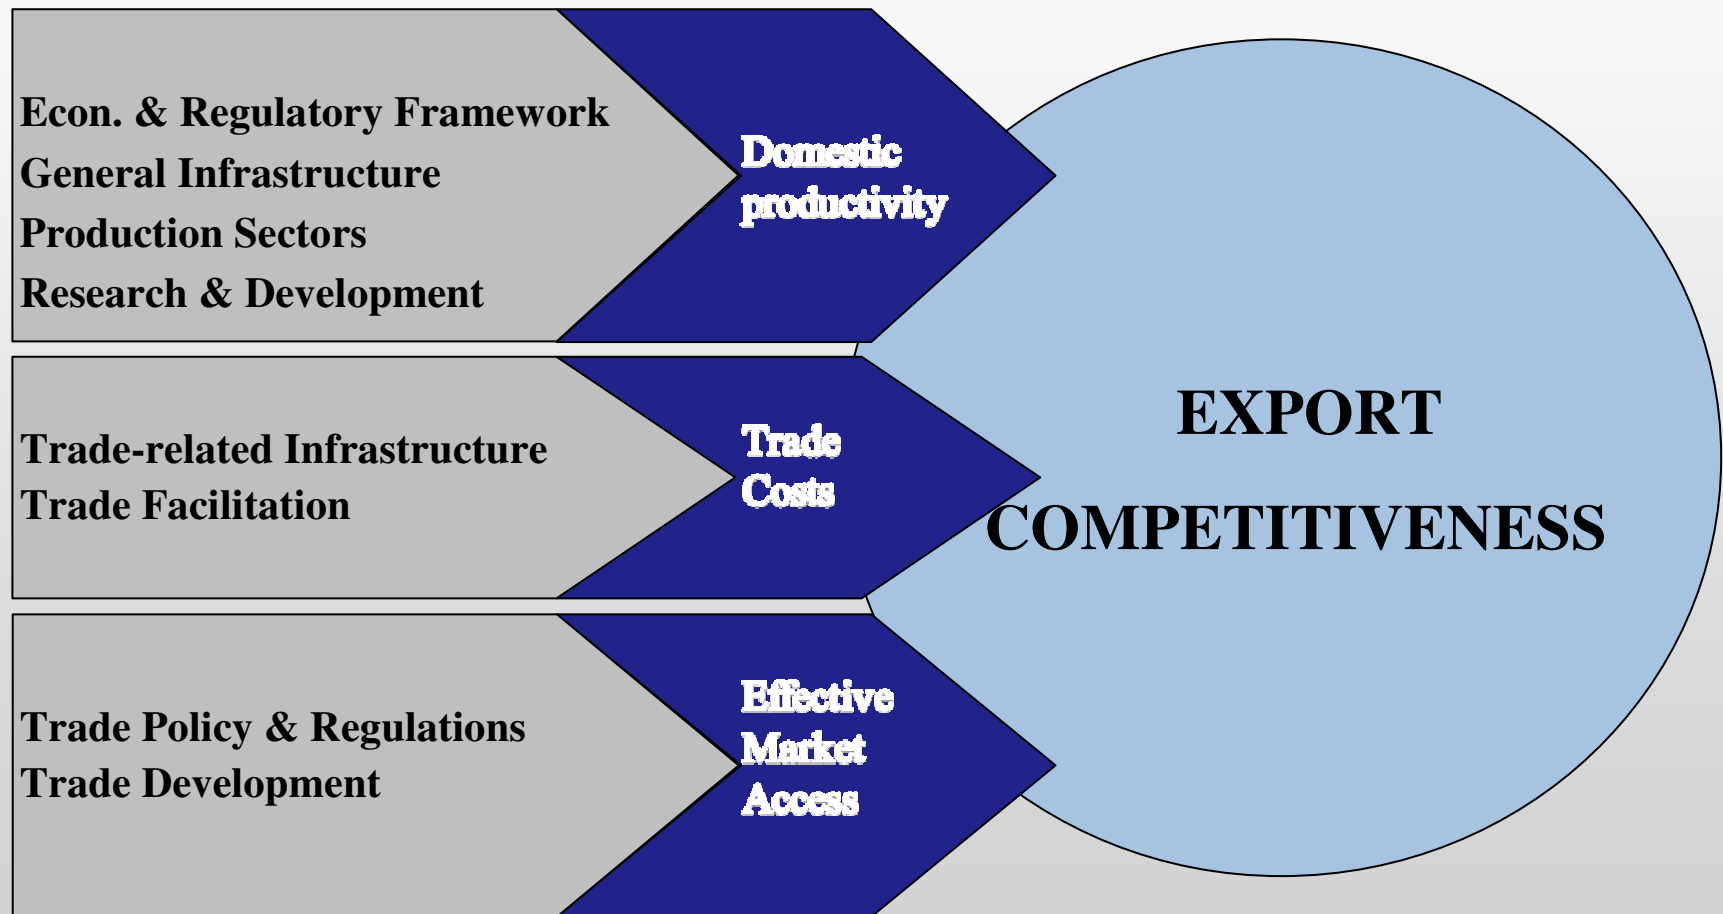 Econ. & Regulatory Framework
General Infrastructure
Production Sectors
Research & Development
Domestic
productivity
Trade-related Infrastructure
Trade Facilitation
Trade
Costs
Trade Policy & Regulations
Trade Development
Effective
Market
Access
EXPORT
COMPETITIVENESS